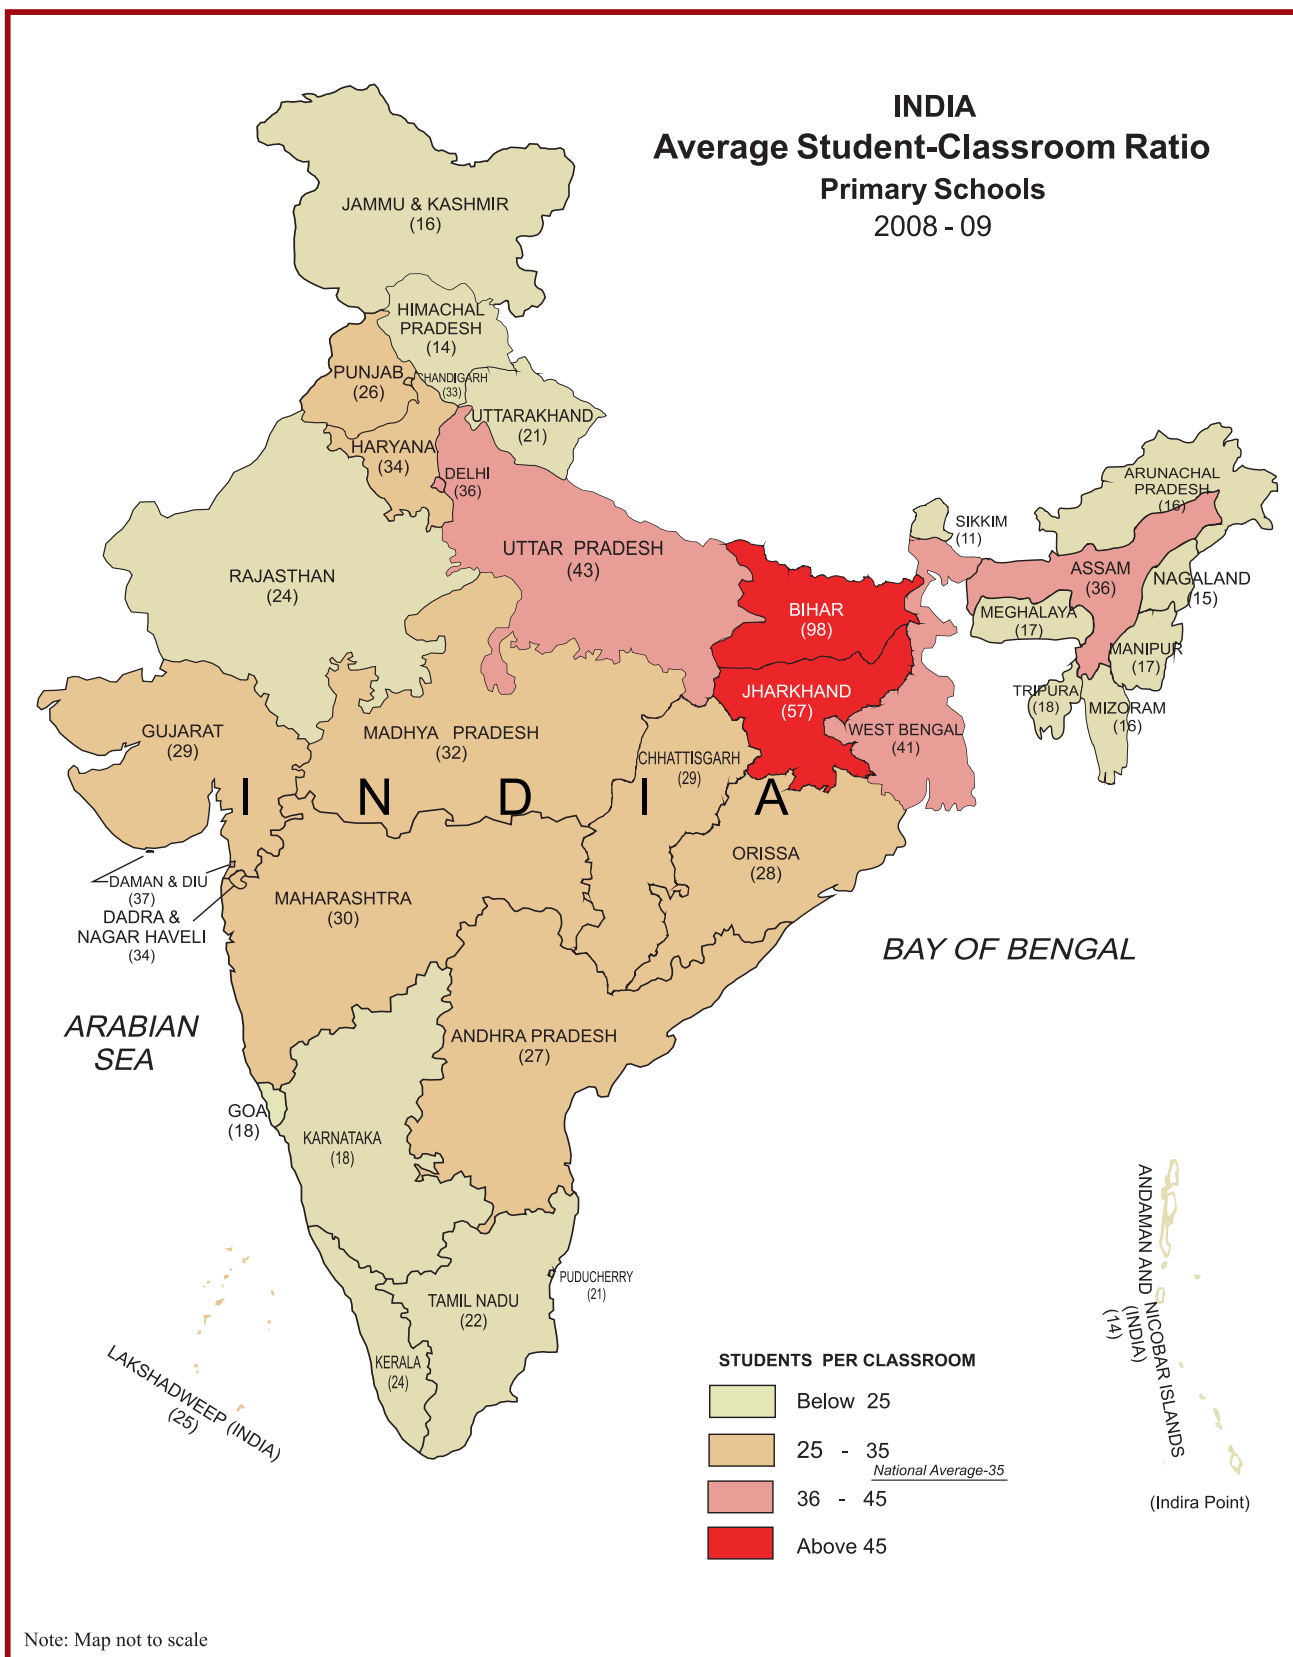 INDIA
Average Student-Classroom Ratio
Primary Schools
2008 - 09
JAMMU & KASHMIR
(16)
HIMACHAL
PRADESH
(14)
PUNJAB
(26)
CHANDIGARH
(33)
UTTARAKHAND
(21)
HARYANA
(34)
DELHI
(36)
UTTAR PRADESH
(43)
RAJASTHAN
(24)
BIHAR
(98)
SIKKIM
(11)
ARUNACHAL
PRADESH
(16)
ASSAM
(36)
NAGALAND
(15)
MEGHALAYA
(17)
MANIPUR
(17)
TRIPURA
(18)
MIZORAM
(16)
JHARKHAND
(57)
WEST BENGAL
(41)
GUJARAT
(29)
MADHYA PRADESH
(32)
CHHATTISGARH
(29)
I N D I A
ORISSA
(28)
DAMAN & DIU
(37)
DADRA &
NAGAR HAVELI
(34)
MAHARASHTRA
(30)
BAY OF BENGAL
ARABIAN
SEA
ANDHRA PRADESH
(27)
GOA
(18)
KARNATAKA
(18)
PUDUCHERRY
(21)
TAMIL NADU
(22)
KERALA
(24)
LAKSHADWEEP (INDIA)
(25)
ANDAMAN AND NICOBAR ISLANDS
(INDIA)
(14)
(Indira Point)
STUDENTS PER CLASSROOM
Below 25
25 - 35
National Average-35
36 - 45
Above 45
Note: Map not to scale